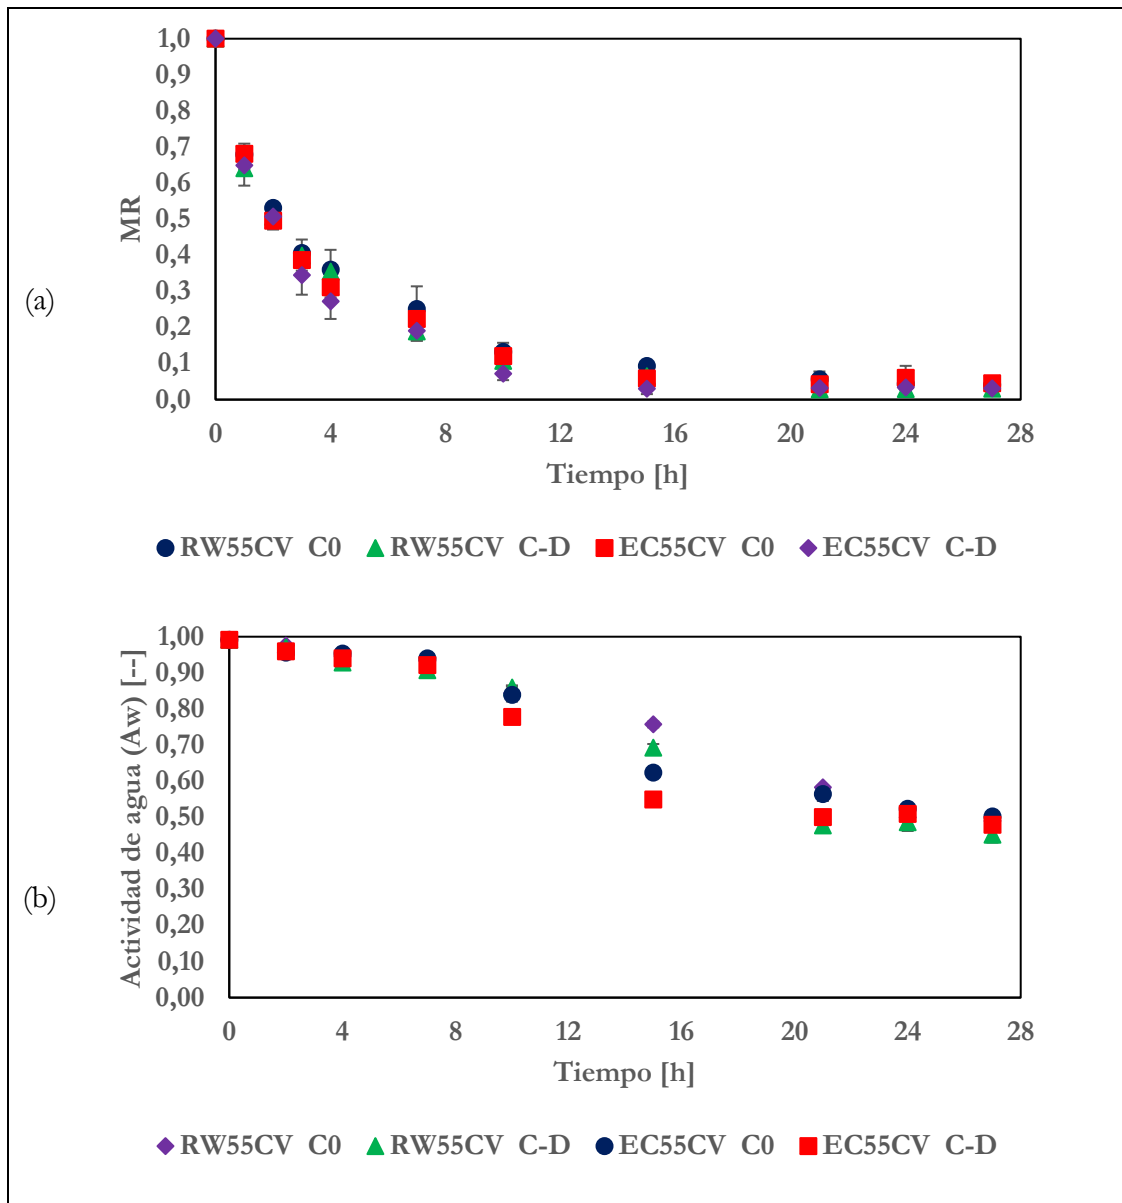 (a)
MR
1,0
0,9
0,8
0,7
0,6
0,5
0,4
0,3
0,2
0,1
0,0
0 4 8 12 16 20 24 28
Tiempo [h]
RW55CV C0 RW55CV C-D EC55CV C0 EC55CV C-D
(b)
Actividad de agua (Aw) [--]
1,00
0,90
0,80
0,70
0,60
0,50
0,40
0,30
0,20
0,10
0,00
0 4 8 12 16 20 24 28
Tiempo [h]
RW55CV C0 RW55CV C-D EC55CV C0 EC55CV C-D